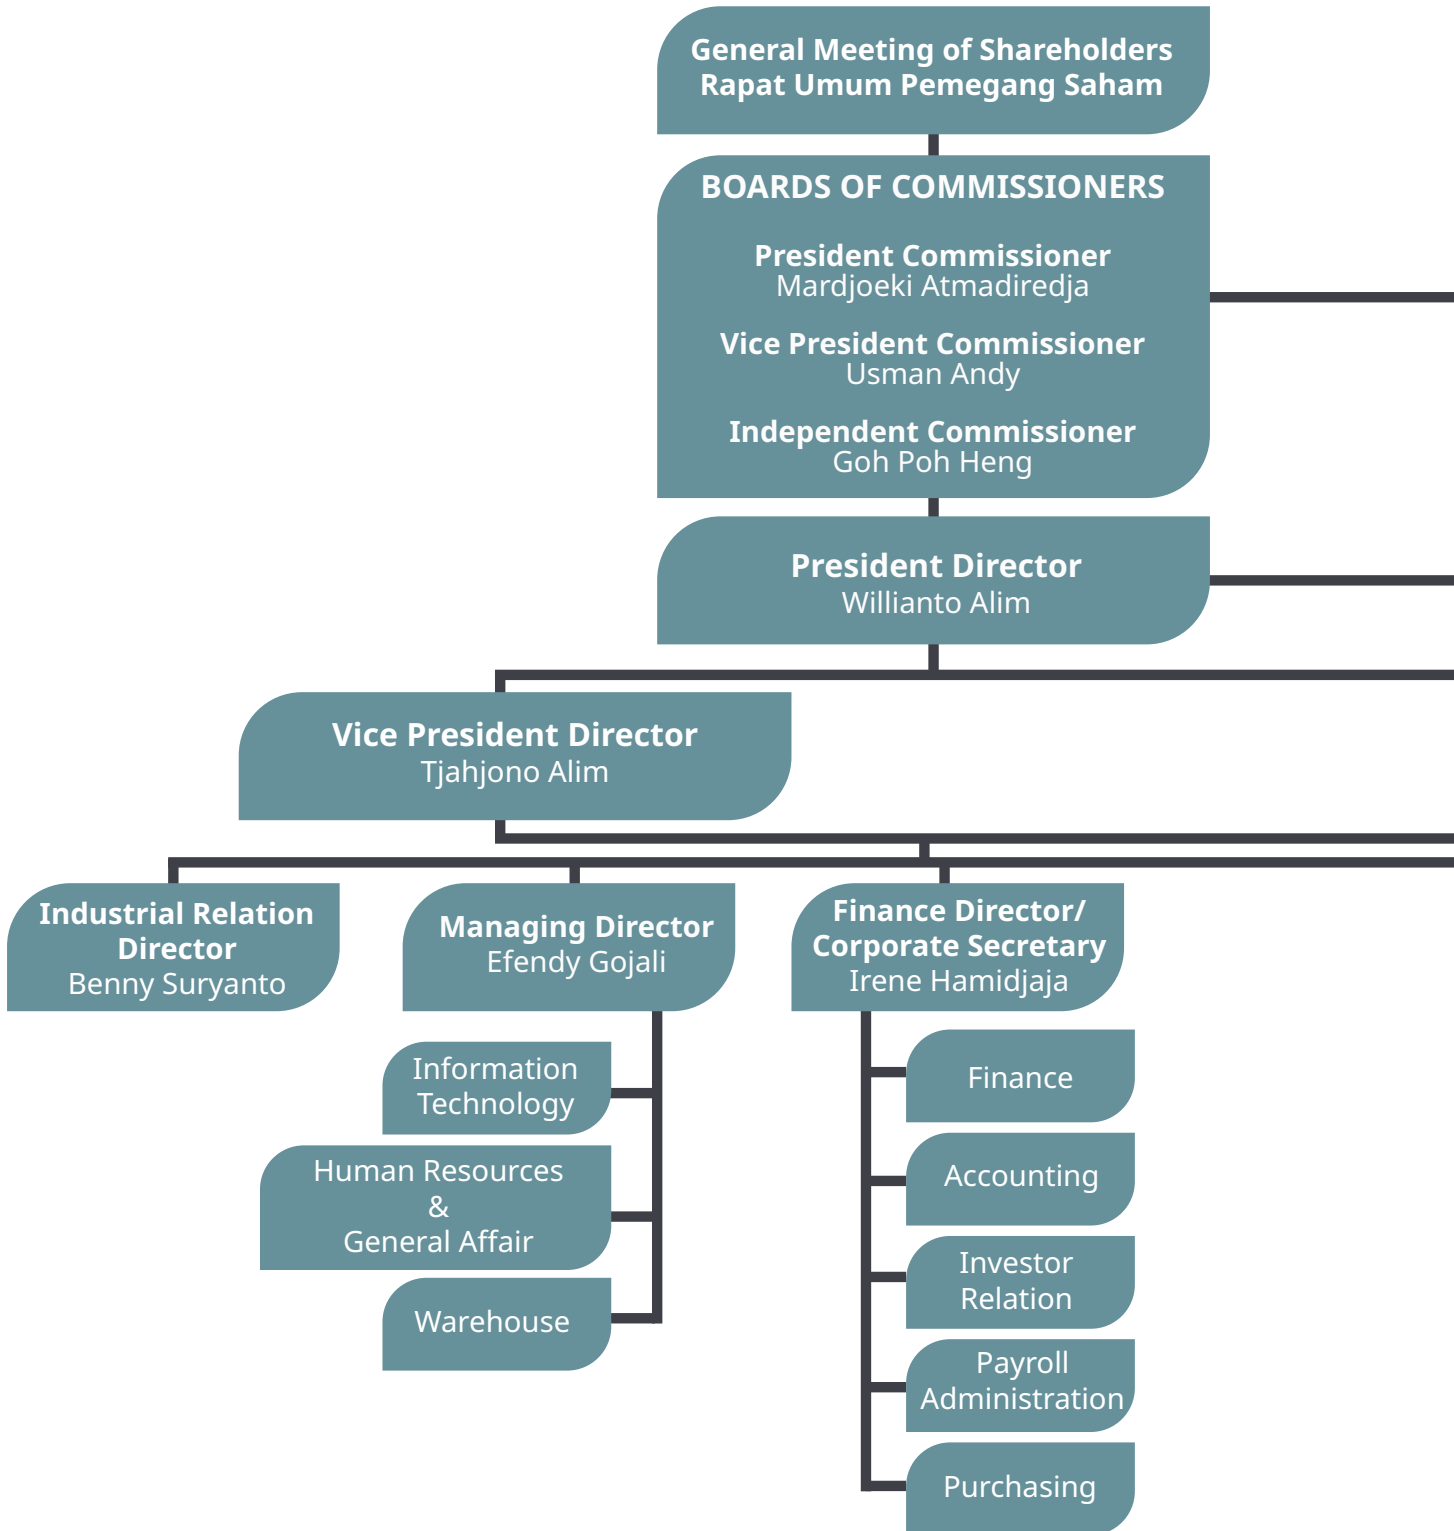 General Meeting of Shareholders
Rapat Umum Pemegang Saham
BOARDS OF COMMISSIONERS
President Commissioner
Mardjoeki Atmadiredja
Vice President Commissioner
Usman Andy
Independent Commissioner
Goh Poh Heng
President Director
Willianto Alim
Vice President Director
Tjahjono Alim
Industrial Relation
Director
Benny Suryanto
Managing Director
Efendy Gojali
Finance Director/
Corporate Secretary
Irene Hamidjaja
Information
Technology
Human Resources
&
General Affair
Warehouse
Finance
Accounting
Investor
Relation
Payroll
Administration
Purchasing